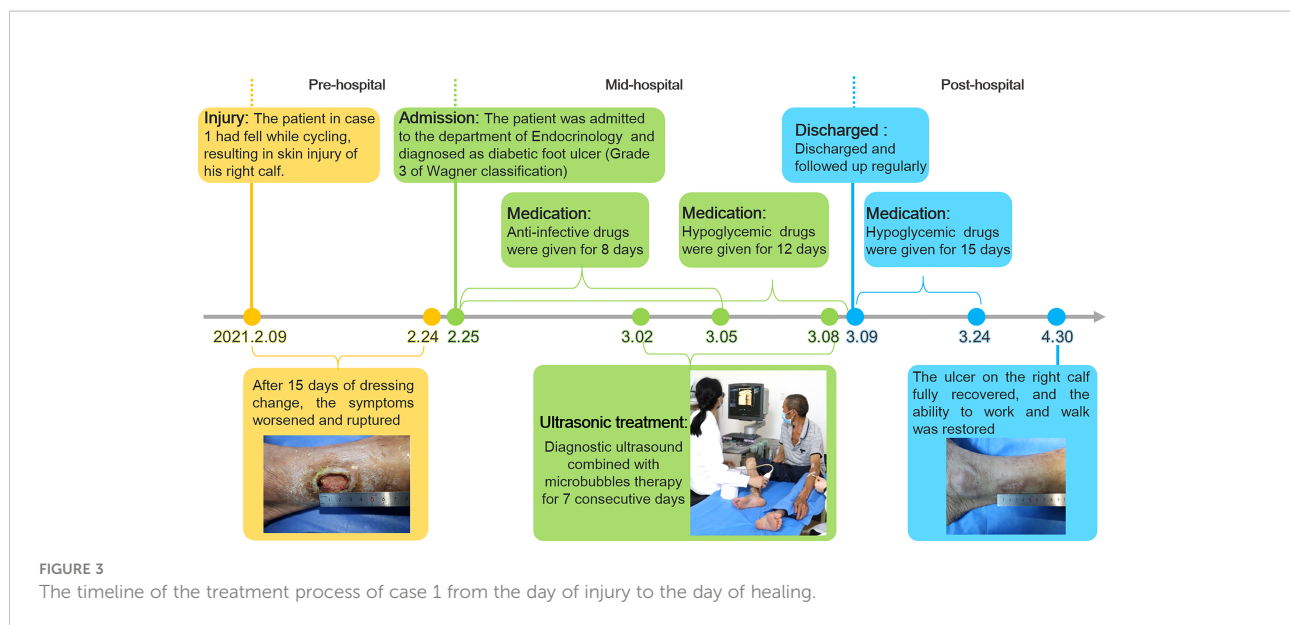 Pre-hospital
Mid-hospital
Post-hospital
Injury: The patient in case
1 had fell while cycling,
resulting in skin injury of
his right calf.
Admission: The patient was admitted
to the department of Endocrinology and
diagnosed as diabetic foot ulcer (Grade
3 of Wagner classification)
Discharged :
Discharged and
followed up regularly
Medication:
Anti-infective drugs
were given for 8 days
Medication:
Hypoglycemic drugs
were given for 12 days
Medication:
Hypoglycemic drugs
were given for 15 days
2021.2.09
2.24
2.25
3.02
3.05
3.08
3.09
3.24
4.30
After 15 days of dressing
change, the symptoms
worsened and ruptured
Ultrasonic treatment:
Diagnostic ultrasound
combined with
microbubbles therapy
for 7 consecutive days
The ulcer on the right calf
fully recovered, and the
ability to work and walk
was restored
FIGURE 3
The timeline of the treatment process of case 1 from the day of injury to the day of healing.